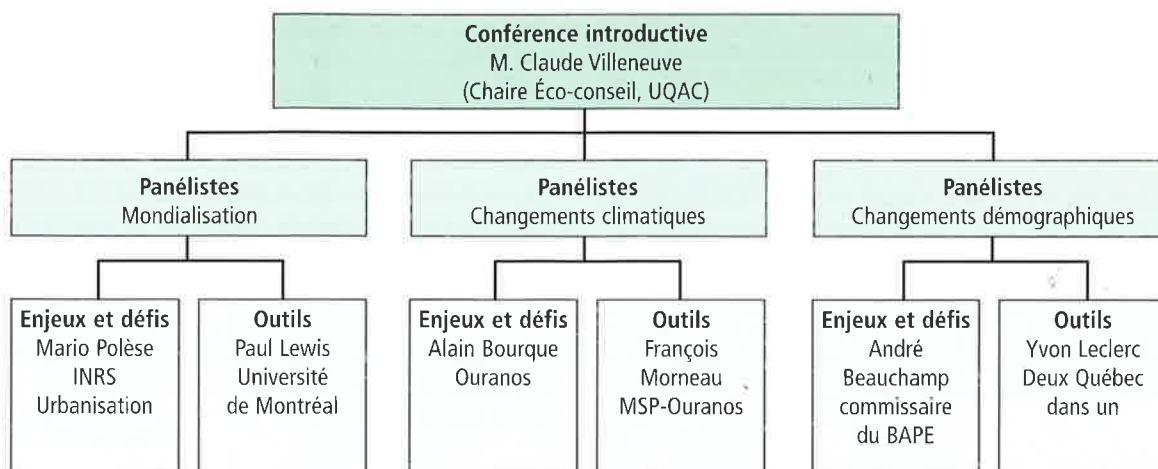 Conférence introductive
M. Claude Villeneuve
(Chaire Éco-conseil, UQAC)
Panélistes
Mondialisation
Panélistes
Changements climatiques
Panélistes
Changements démographiques
Enjeux et défis
Mario Polèse
INRS
Urbanisation
Outils
Paul Lewis
Université
de Montréal
Enjeux et défis
Alain Bourque
Ouranos
Outils
François
Morneau
MSP-Ouranos
Enjeux et défis
André
Beauchamp
commissaire
du BAPE
Outils
Yvon Leclerc
Deux Québec
dans un